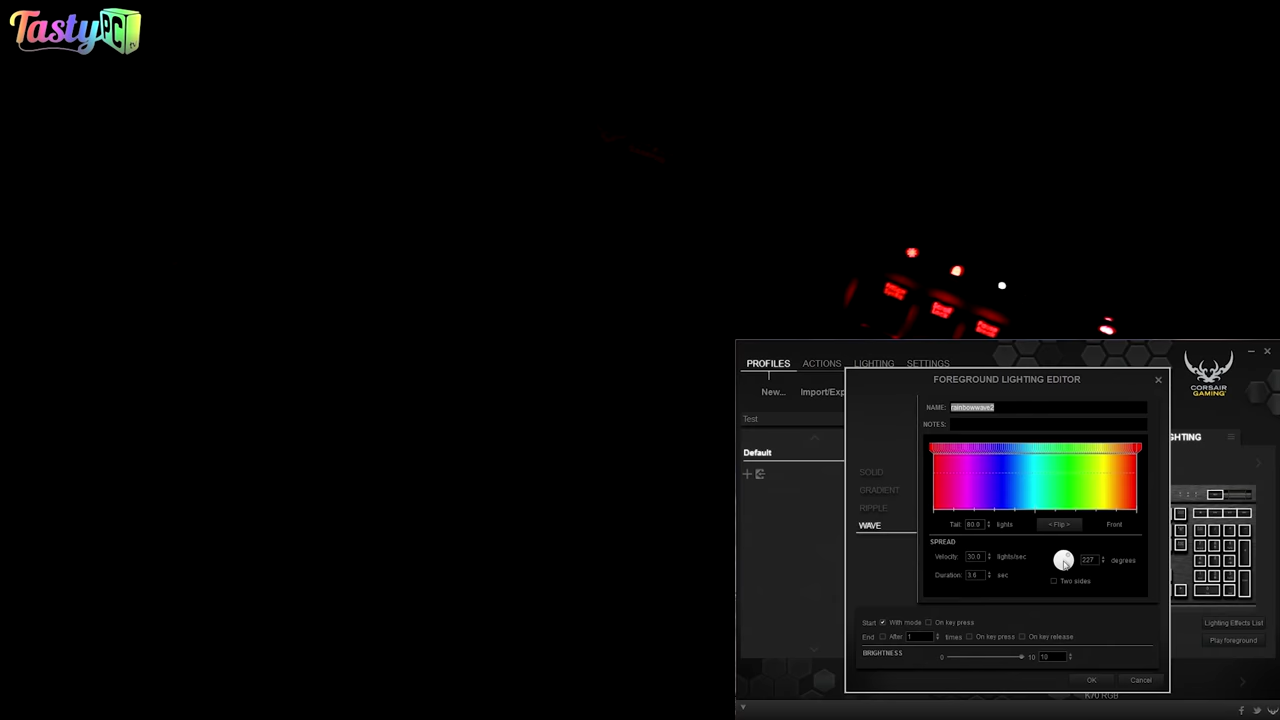 TastyPC.tv
PROFILES ACTIONS LIGHTING SETTINGS
New... Import/Exp
Test
Default
FOREGROUND LIGHTING EDITOR
NAME: rainbowwave2
NOTES:
SOLID
GRADIENT
RIPPLE
WAVE
Tail: 80.0 lights < Flip > Front
SPREAD
Velocity: 30.0 lights/sec 227 degrees
Duration: 3.6 sec Two sides
Start With mode On key press
End After 1 times On key press On key release
BRIGHTNESS
0 10 10
OK Cancel
CORSAIR
GAMING
GHTING
Lighting Effects List
Play foreground
K70 RGB